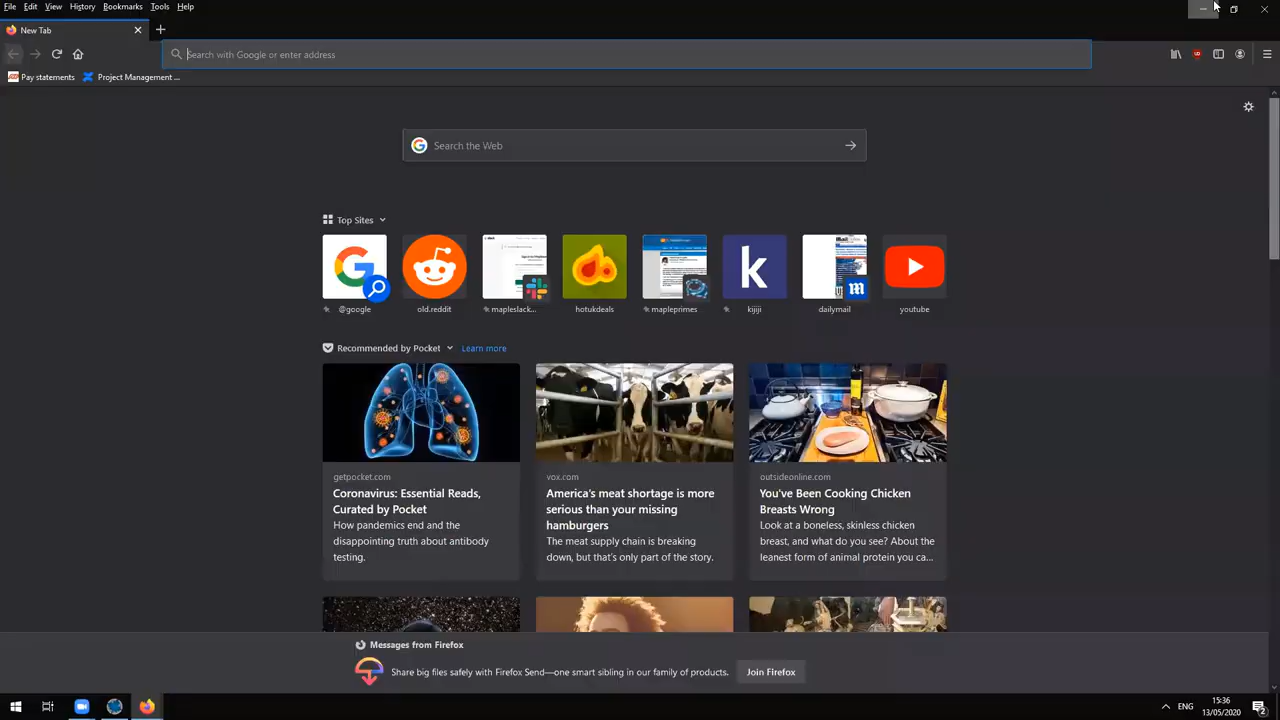 File Edit View History Bookmarks Tools Help
New Tab
Search with Google or enter address
Pay statements Project Management ...
Search the Web
Top Sites
@google old.reddit mapleslack... hotukdeals mapleprimes kijiji dailymail youtube
Recommended by Pocket Learn more
getpocket.com
Coronavirus: Essential Reads,
Curated by Pocket
How pandemics end and the
disappointing truth about antibody
testing.
vox.com
America's meat shortage is more
serious than your missing
hamburgers
The meat supply chain is breaking
down, but that's only part of the story.
outsideonline.com
You've Been Cooking Chicken
Breasts Wrong
Look at a boneless, skinless chicken
breast, and what do you see? About the
leanest form of animal protein you ca...
Messages from Firefox
Share big files safely with Firefox Send—one smart sibling in our family of products. Join Firefox
ENG
15:36
13/05/2020
2